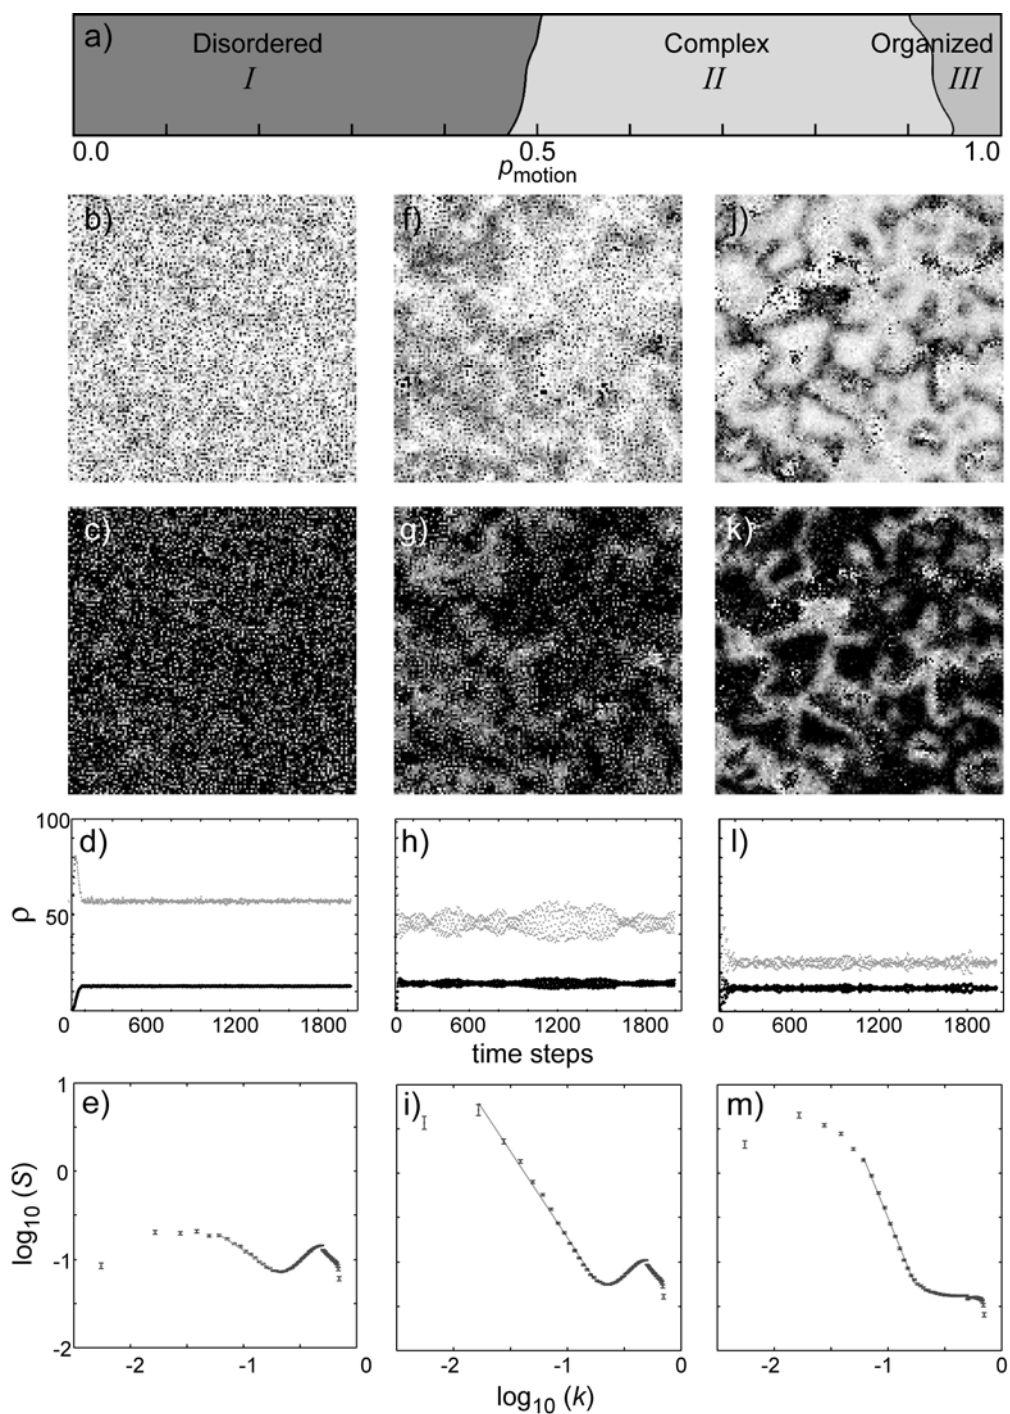 a) Disordered Complex Organized
I II III
0.0 0.5 1.0
p motion
b) f) j)
c) g) k)
100 d) h) l)
ρ 50
0 600 1200 1800 0 600 1200 1800 0 600 1200 1800
time steps
1 e) i) m)
0
log10 (S)
-1
-2
-2 -1 0 -2 -1 0 -2 -1 0
log10 (k)